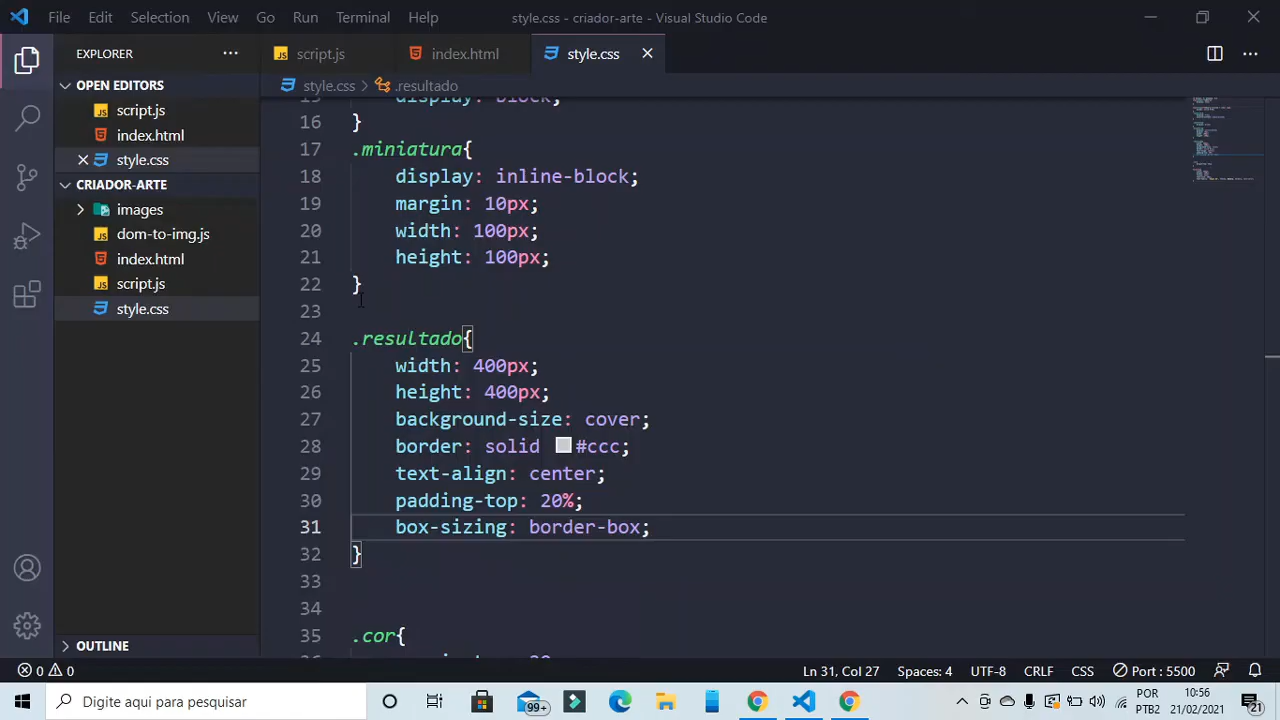 File Edit Selection View Go Run Terminal Help style.css - criador-arte - Visual Studio Code
EXPLORER
script.js index.html style.css
OPEN EDITORS
style.css > .resultado
script.js
index.html
style.css
CRIADOR-ARTE
images
dom-to-img.js
index.html
script.js
style.css
OUTLINE
display: block;
16 }
17 .miniatura{
18 display: inline-block;
19 margin: 10px;
20 width: 100px;
21 height: 100px;
22 }
23
24 .resultado{
25 width: 400px;
26 height: 400px;
27 background-size: cover;
28 border: solid #ccc;
29 text-align: center;
30 padding-top: 20%;
31 box-sizing: border-box;
32 }
33
34
35 .cor{
0 0 Ln 31, Col 27 Spaces: 4 UTF-8 CRLF CSS Port : 5500
Digite aqui para pesquisar 99+ POR 10:56
PTB2 21/02/2021 21